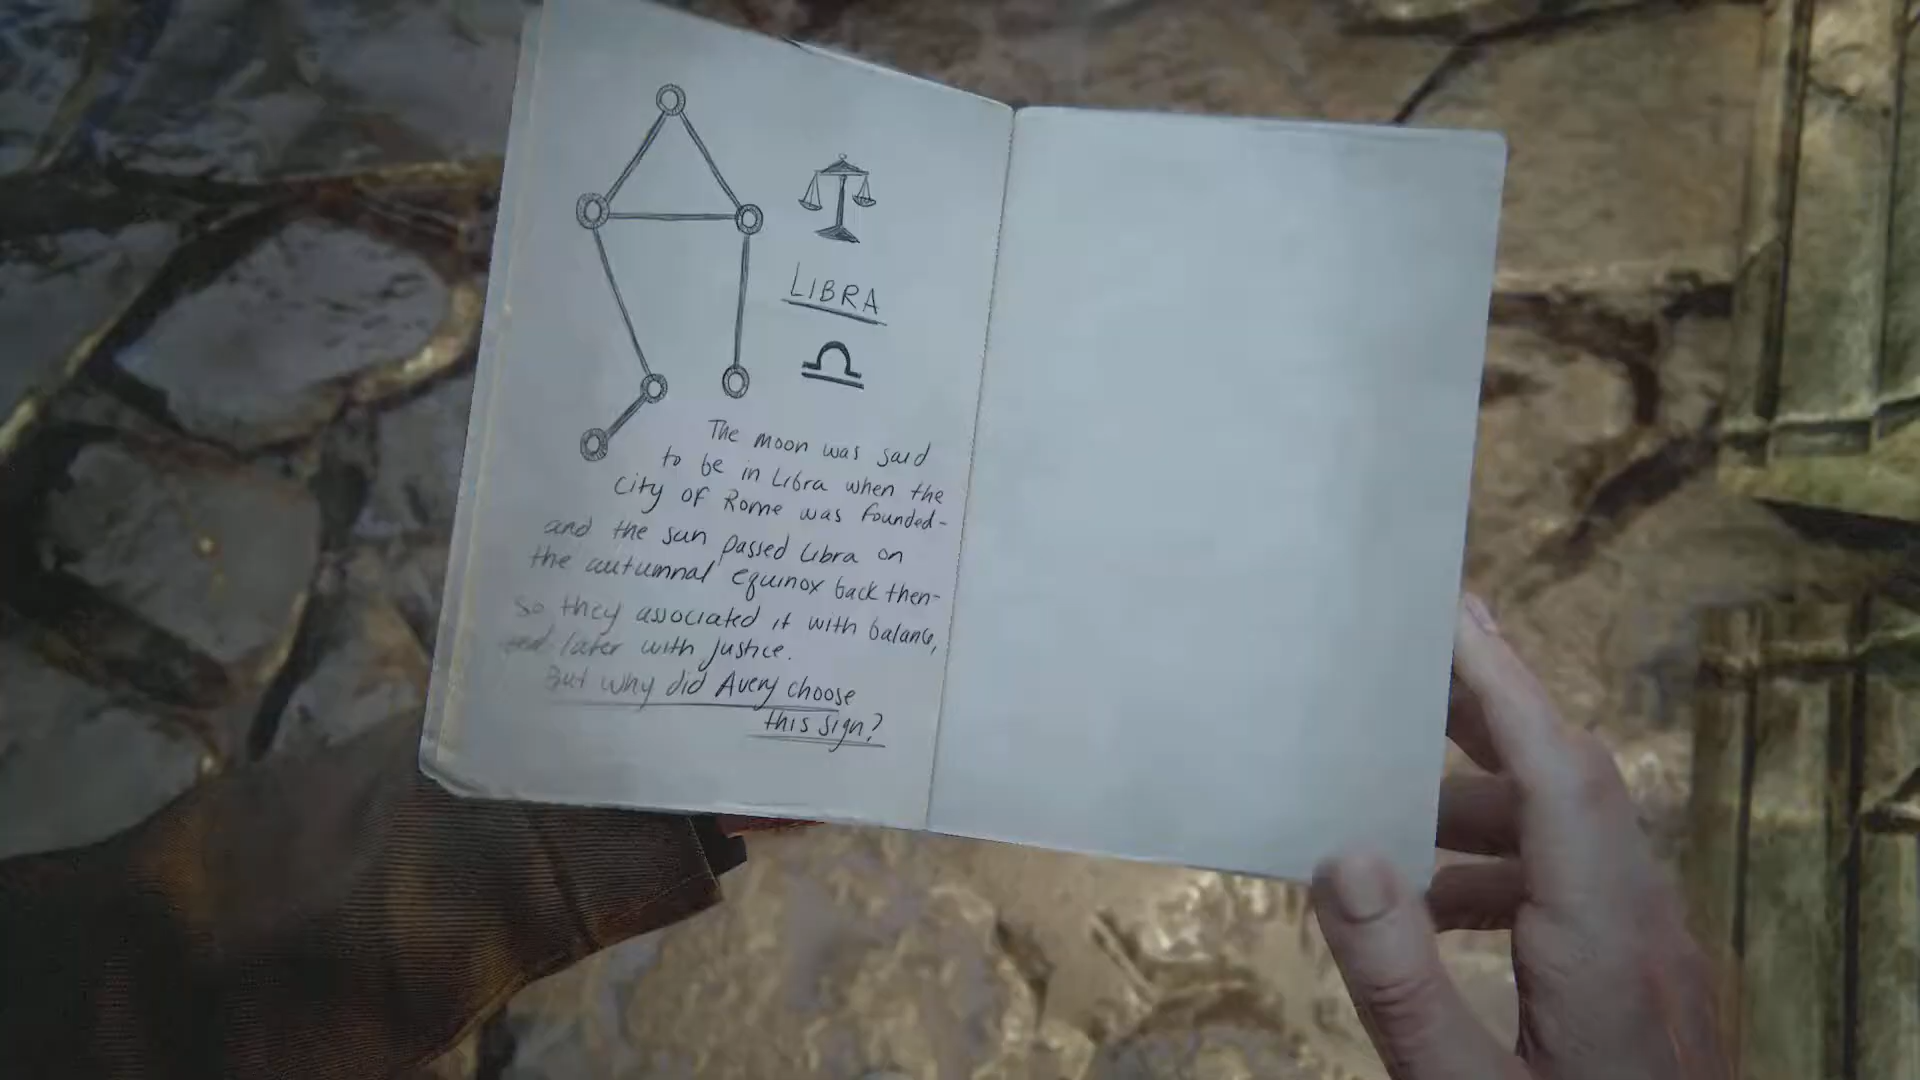 LIBRA
The moon was said
to be in Libra when the
city of Rome was founded-
and the sun passed Libra on
the autumnal equinox back then-
so they associated it with balance,
and later with justice.
But why did Avery choose
this sign?